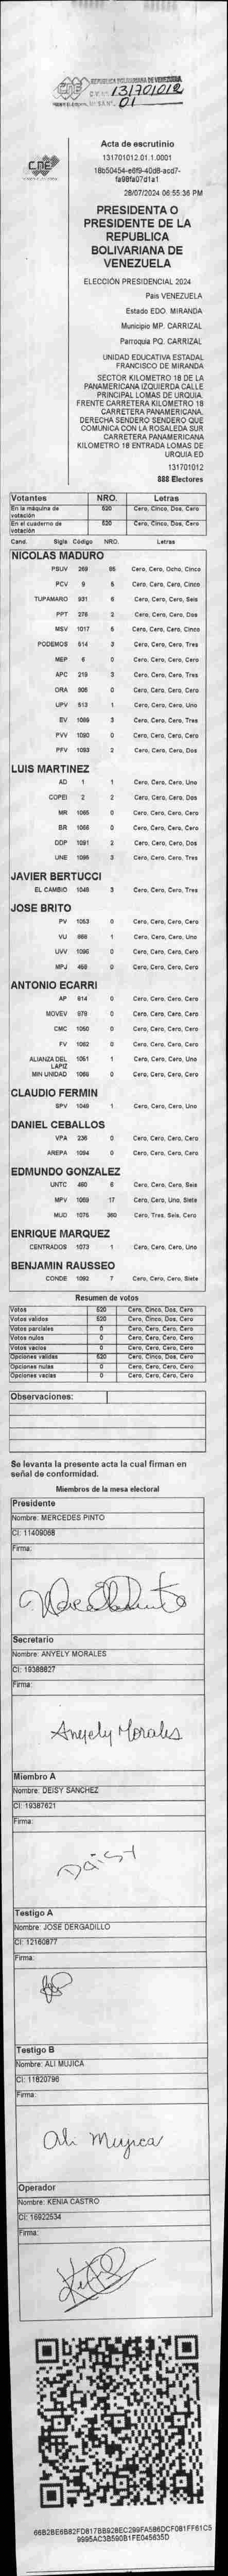 REPÚBLICA BOLIVARIANA DE VENEZUELA
131701012
01
CNE
Acta de escrutinio
131701012.01.1.0001
18b50454-e6f9-40d8-acd7-
fa98fa07d1a1
28/07/2024 06:55:36 PM
PRESIDENTA O
PRESIDENTE DE LA
REPUBLICA
BOLIVARIANA DE
VENEZUELA
ELECCIÓN PRESIDENCIAL 2024
Pais VENEZUELA
Estado EDO. MIRANDA
Municipio MP. CARRIZAL
Parroquia PQ. CARRIZAL
UNIDAD EDUCATIVA ESTADAL
FRANCISCO DE MIRANDA
SECTOR KILOMETRO 18 DE LA
PANAMERICANA IZQUIERDA CALLE
PRINCIPAL LOMAS DE URQUIA.
FRENTE CARRETERA KILOMETRO 18
CARRETERA PANAMERICANA.
DERECHA SENDERO SENDERO QUE
COMUNICA CON LA ROSALEDA SUR
CARRETERA PANAMERICANA
KILOMETRO 18 ENTRADA LOMAS DE
URQUIA ED
131701012
888 Electores
Votantes NRO. Letras
En la máquina de votación 520 Cero, Cinco, Dos, Cero
En el cuaderno de votación 520 Cero, Cinco, Dos, Cero
Cand. Sigla Código NRO. Letras
NICOLAS MADURO
PSUV 269 85 Cero, Cero, Ocho, Cinco
PCV 9 5 Cero, Cero, Cero, Cinco
TUPAMARO 931 6 Cero, Cero, Cero, Seis
PPT 276 2 Cero, Cero, Cero, Dos
MSV 1017 5 Cero, Cero, Cero, Cinco
PODEMOS 614 3 Cero, Cero, Cero, Tres
MEP 6 0 Cero, Cero, Cero, Cero
APC 219 3 Cero, Cero, Cero, Tres
ORA 906 0 Cero, Cero, Cero, Cero
UPV 513 1 Cero, Cero, Cero, Uno
EV 1089 3 Cero, Cero, Cero, Tres
PVV 1090 0 Cero, Cero, Cero, Cero
PFV 1093 2 Cero, Cero, Cero, Dos
LUIS MARTINEZ
AD 1 1 Cero, Cero, Cero, Uno
COPEI 2 2 Cero, Cero, Cero, Dos
MR 1065 0 Cero, Cero, Cero, Cero
BR 1056 0 Cero, Cero, Cero, Cero
DDP 1091 2 Cero, Cero, Cero, Dos
UNE 1095 3 Cero, Cero, Cero, Tres
JAVIER BERTUCCI
EL CAMBIO 1048 3 Cero, Cero, Cero, Tres
JOSE BRITO
PV 1053 0 Cero, Cero, Cero, Cero
VU 1 Cero, Cero, Cero, Uno
UVV 1096 0 Cero, Cero, Cero, Cero
MPJ 0 Cero, Cero, Cero, Cero
ANTONIO ECARRI
AP 814 0 Cero, Cero, Cero, Cero
MOVEV 979 0 Cero, Cero, Cero, Cero
CMC 1050 0 Cero, Cero, Cero, Cero
FV 1052 0 Cero, Cero, Cero, Cero
ALIANZA DEL LAPIZ 1051 1 Cero, Cero, Cero, Uno
MIN UNIDAD 0 Cero, Cero, Cero, Cero
CLAUDIO FERMIN
SPV 1049 1 Cero, Cero, Cero, Uno
DANIEL CEBALLOS
VPA 236 0 Cero, Cero, Cero, Cero
AREPA 1094 0 Cero, Cero, Cero, Cero
EDMUNDO GONZALEZ
UNTC 460 6 Cero, Cero, Cero, Seis
MPV 1069 17 Cero, Cero, Uno, Siete
MUD 1075 360 Cero, Tres, Seis, Cero
ENRIQUE MARQUEZ
CENTRADOS 1073 1 Cero, Cero, Cero, Uno
BENJAMIN RAUSSEO
CONDE 1092 7 Cero, Cero, Cero, Siete
Resumen de votos
Votos 520 Cero, Cinco, Dos, Cero
Votos validos 520 Cero, Cinco, Dos, Cero
Votos parciales 0 Cero, Cero, Cero, Cero
Votos nulos 0 Cero, Cero, Cero, Cero
Votos vacios 0 Cero, Cero, Cero, Cero
Opciones validas 520 Cero, Cinco, Dos, Cero
Opciones nulas 0 Cero, Cero, Cero, Cero
Opciones vacias 0 Cero, Cero, Cero, Cero
Observaciones:
Se levanta la presente acta la cual firman en
señal de conformidad.
Miembros de la mesa electoral
Presidente
Nombre: MERCEDES PINTO
CI: 11409068
Firma:
Secretario
Nombre: ANYELY MORALES
CI: 19388827
Firma:
Anyely Morales
Miembro A
Nombre: DEISY SANCHEZ
CI: 19387621
Firma:
Testigo A
Nombre: JOSE DERGADILLO
CI: 12160877
Firma:
Testigo B
Nombre: ALI MUJICA
CI: 11820796
Firma:
Ali Mujica
Operador
Nombre: KENIA CASTRO
CI: 16922534
Firma:
66B2BE6B82FD817BB928EC299FA586DCF081FF61C5
9995AC3B590B1FE045635D